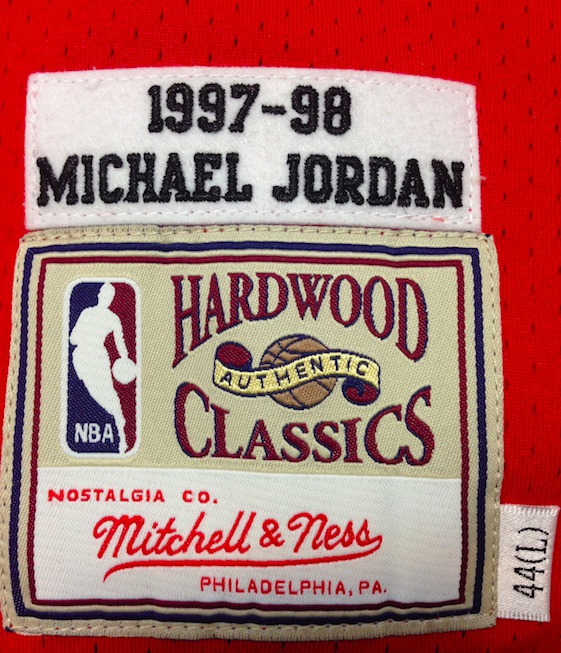 1997-98
MICHAEL JORDAN
HARDWOOD
AUTHENTIC
CLASSICS
NBA
NOSTALGIA CO.
Mitchell & Ness
PHILADELPHIA, PA.
44(L)